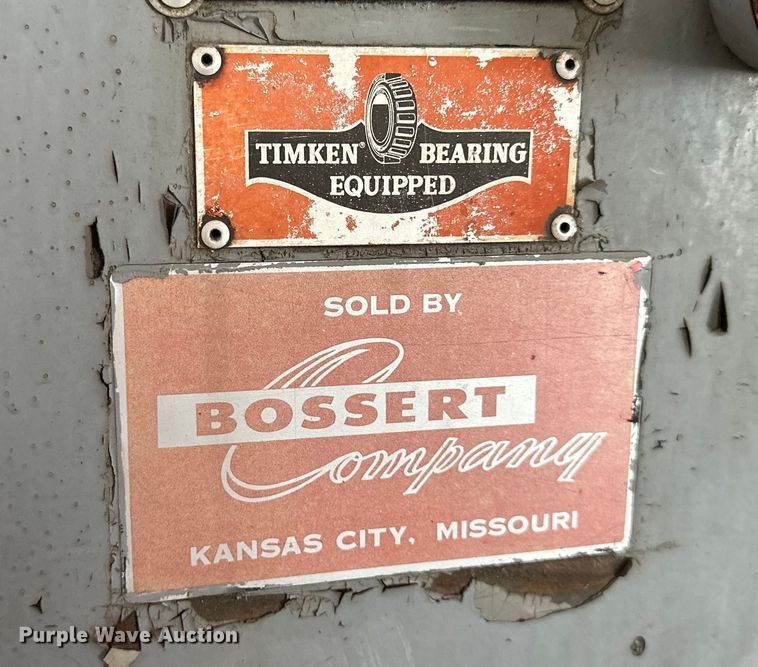 TIMKEN® BEARING
EQUIPPED
SOLD BY
BOSSERT
Company
KANSAS CITY, MISSOURI
Purple Wave Auction